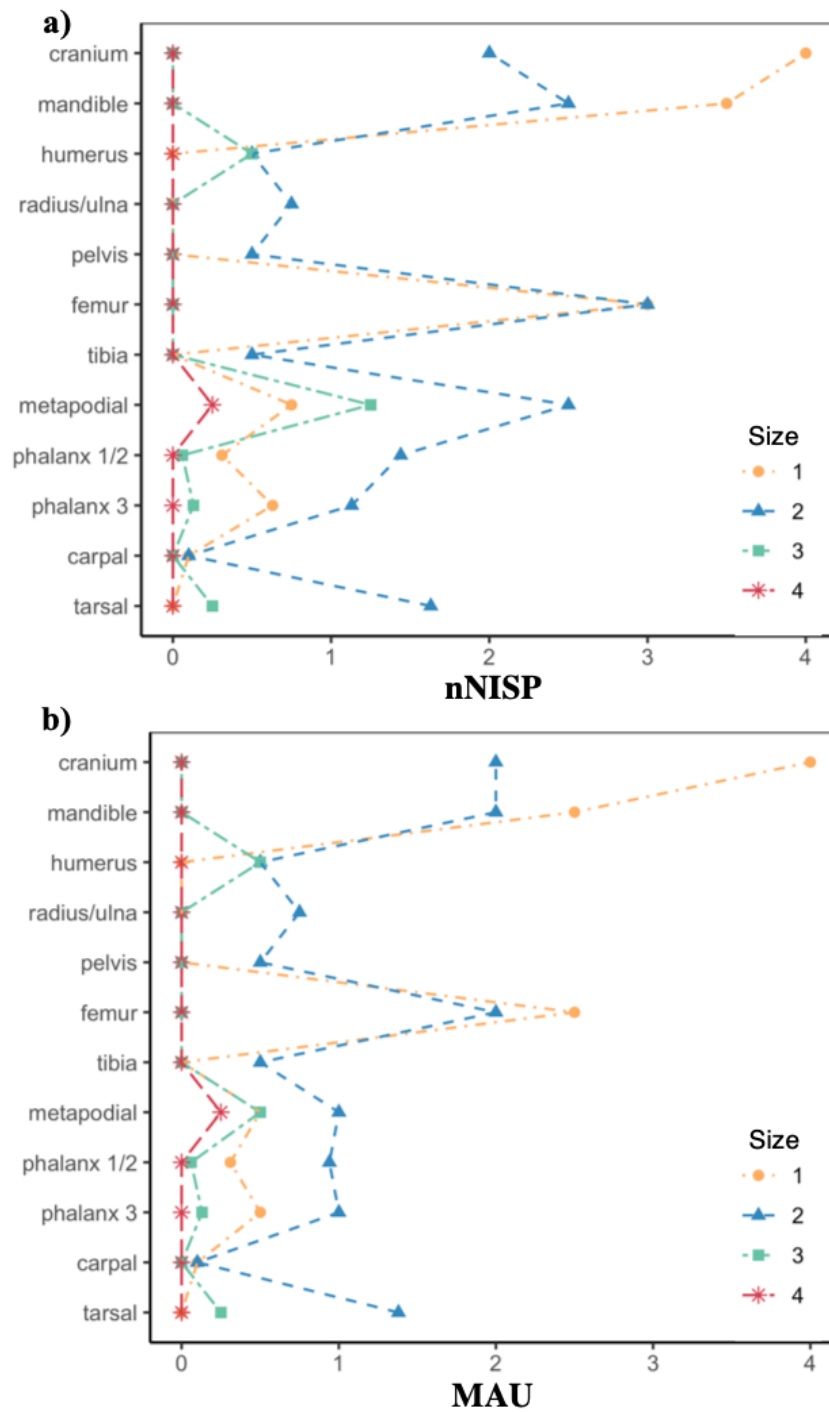 a)
cranium
mandible
humerus
radius/ulna
pelvis
femur
tibia
metapodial
phalanx 1/2
phalanx 3
carpal
tarsal
Size
1
2
3
4
0 1 2 3 4
nNISP
b)
cranium
mandible
humerus
radius/ulna
pelvis
femur
tibia
metapodial
phalanx 1/2
phalanx 3
carpal
tarsal
Size
1
2
3
4
0 1 2 3 4
MAU